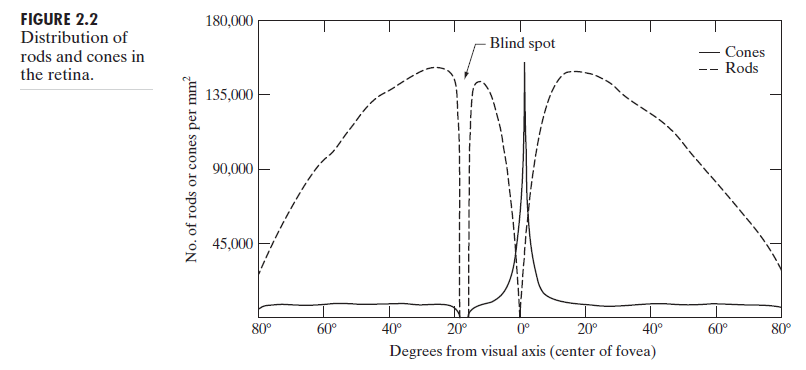 FIGURE 2.2
Distribution of
rods and cones in
the retina.
180,000
Blind spot
Cones
Rods
135,000
90,000
45,000
No. of rods or cones per mm²
80° 60° 40° 20° 0° 20° 40° 60° 80°
Degrees from visual axis (center of fovea)